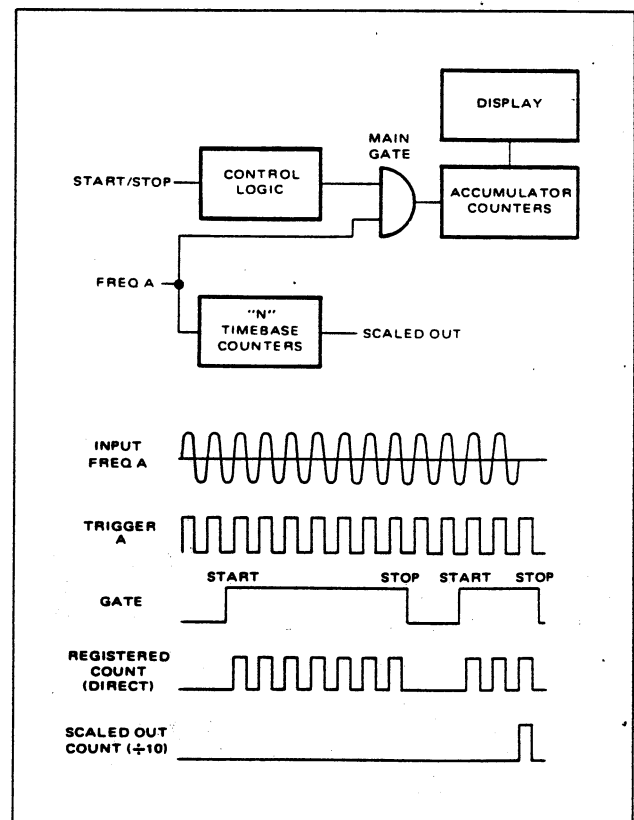 DISPLAY
MAIN
GATE
START/STOP
CONTROL
LOGIC
ACCUMULATOR
COUNTERS
FREQ A
"N"
TIMEBASE
COUNTERS
SCALED OUT
INPUT
FREQ A
TRIGGER
A
START STOP START STOP
GATE
REGISTERED
COUNT
(DIRECT)
SCALED OUT
COUNT (÷10)